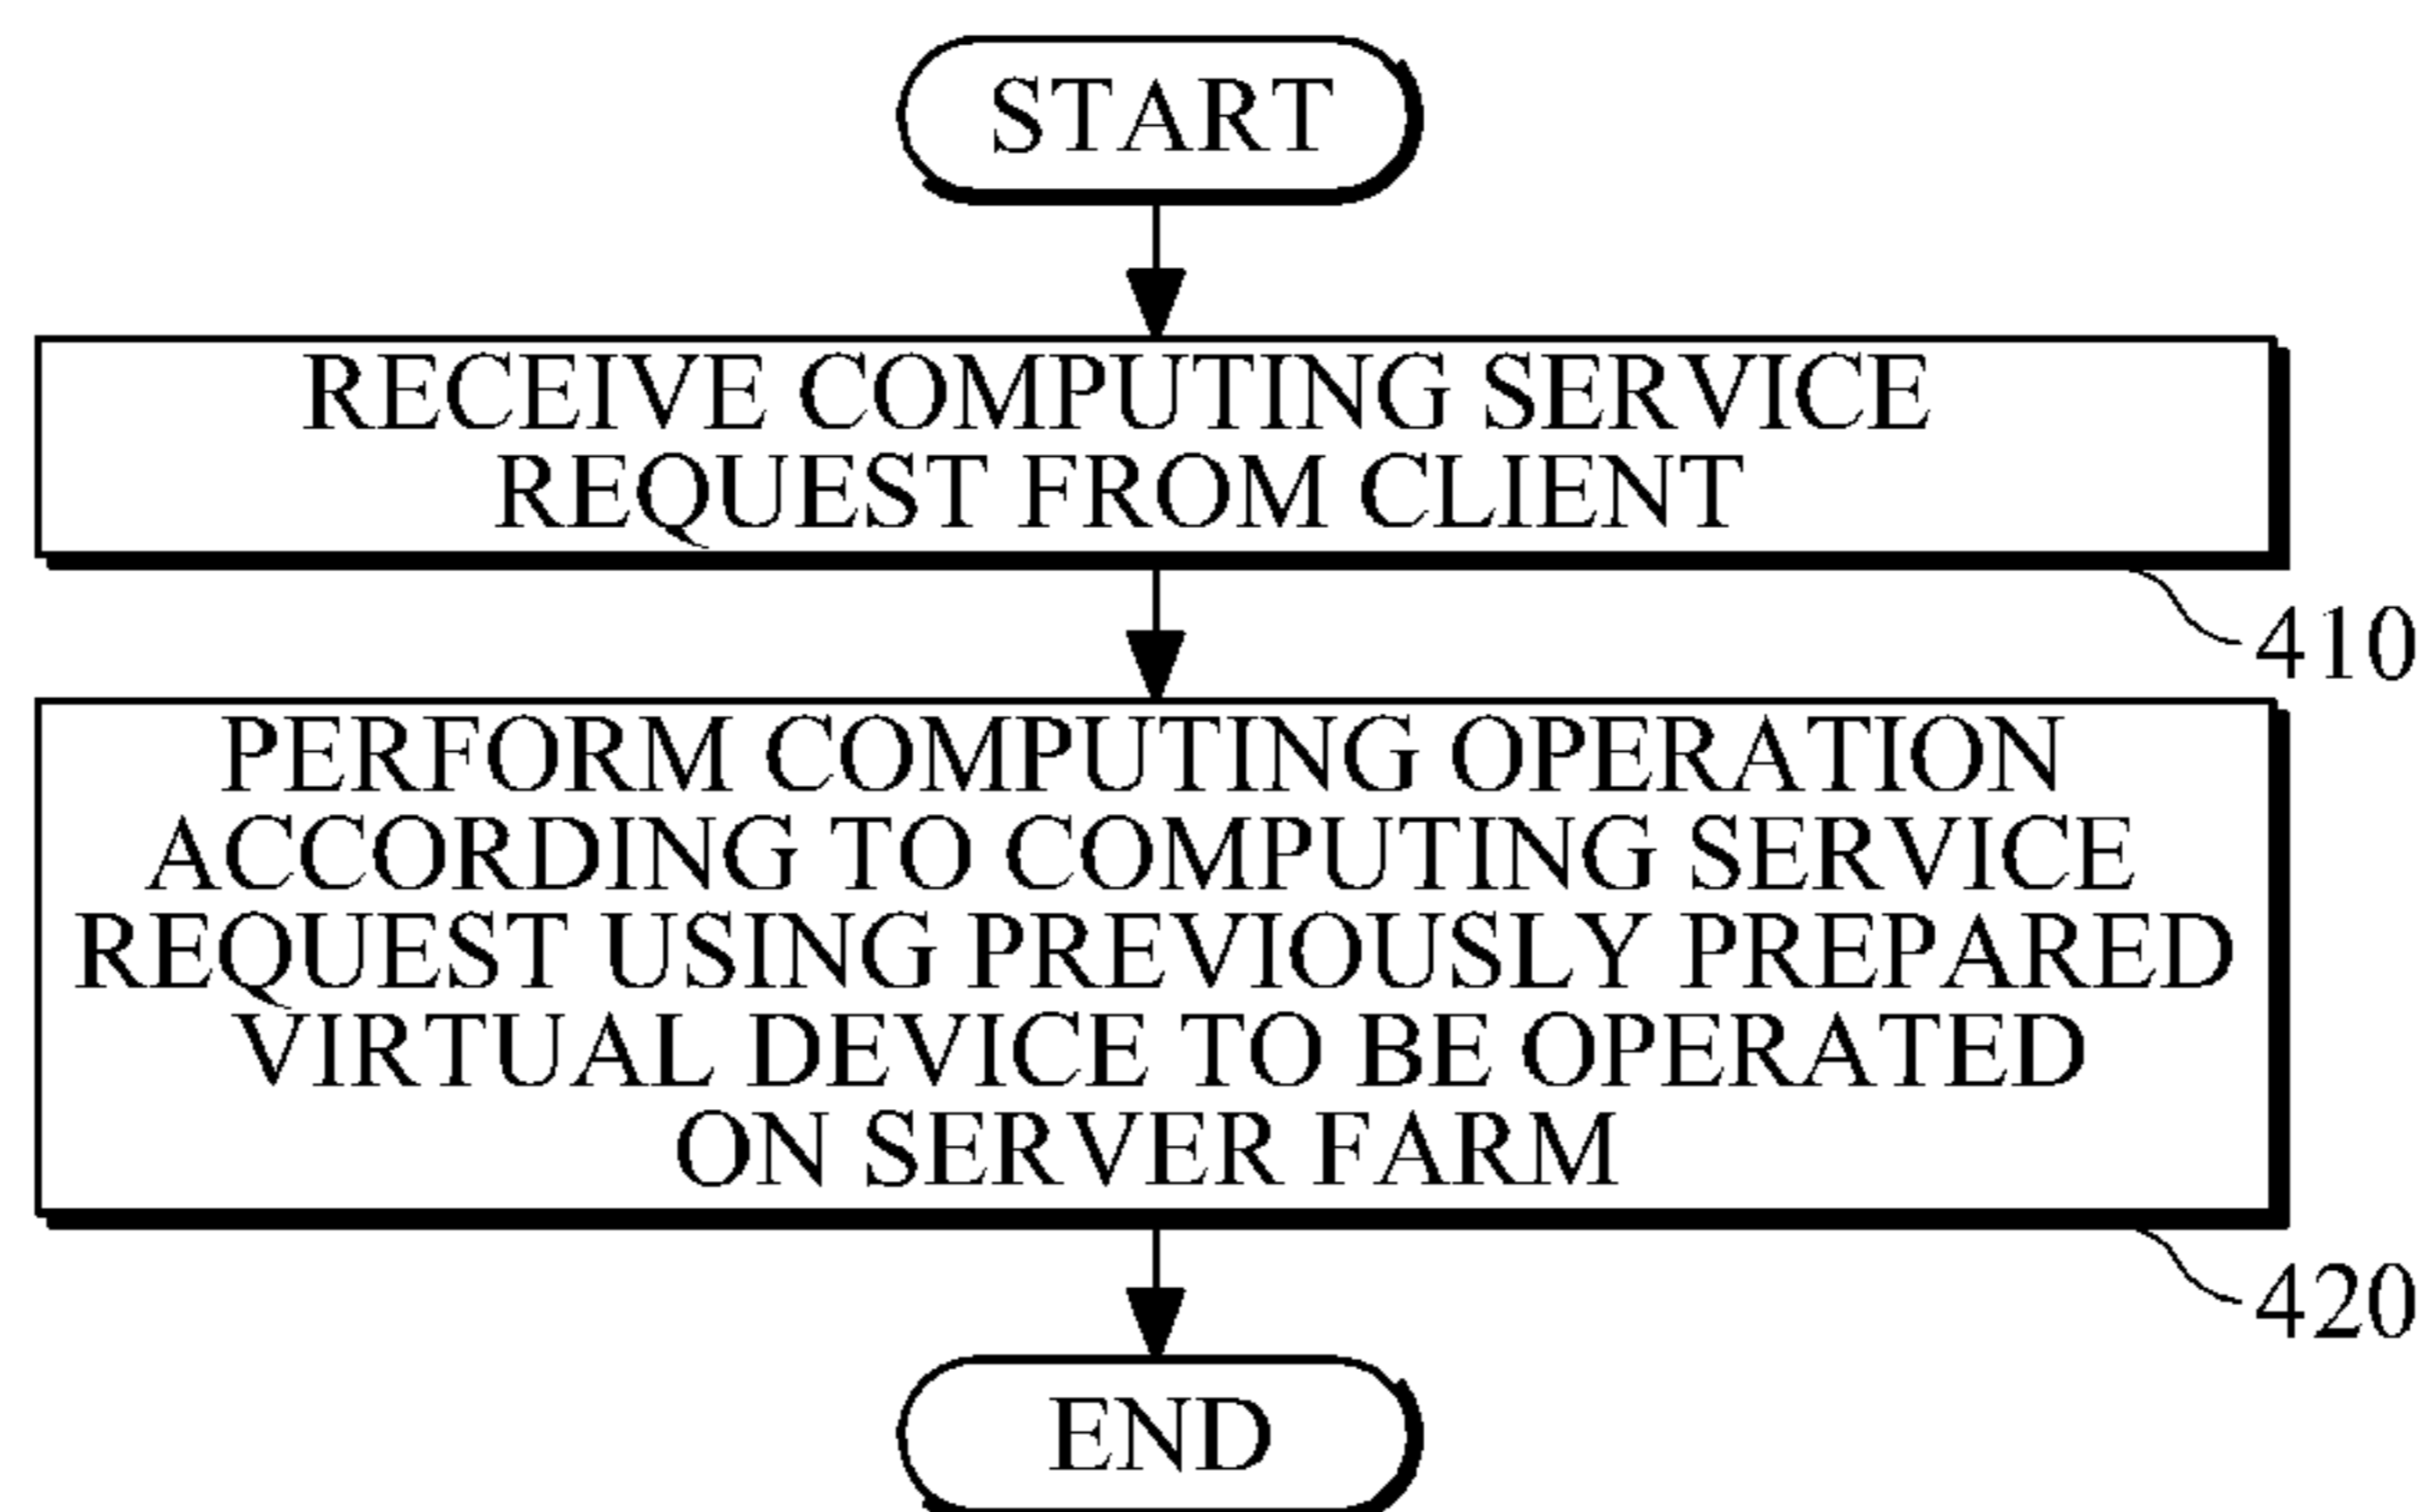 START
RECEIVE COMPUTING SERVICE
REQUEST FROM CLIENT
410
PERFORM COMPUTING OPERATION
ACCORDING TO COMPUTING SERVICE
REQUEST USING PREVIOUSLY PREPARED
VIRTUAL DEVICE TO BE OPERATED
ON SERVER FARM
420
END